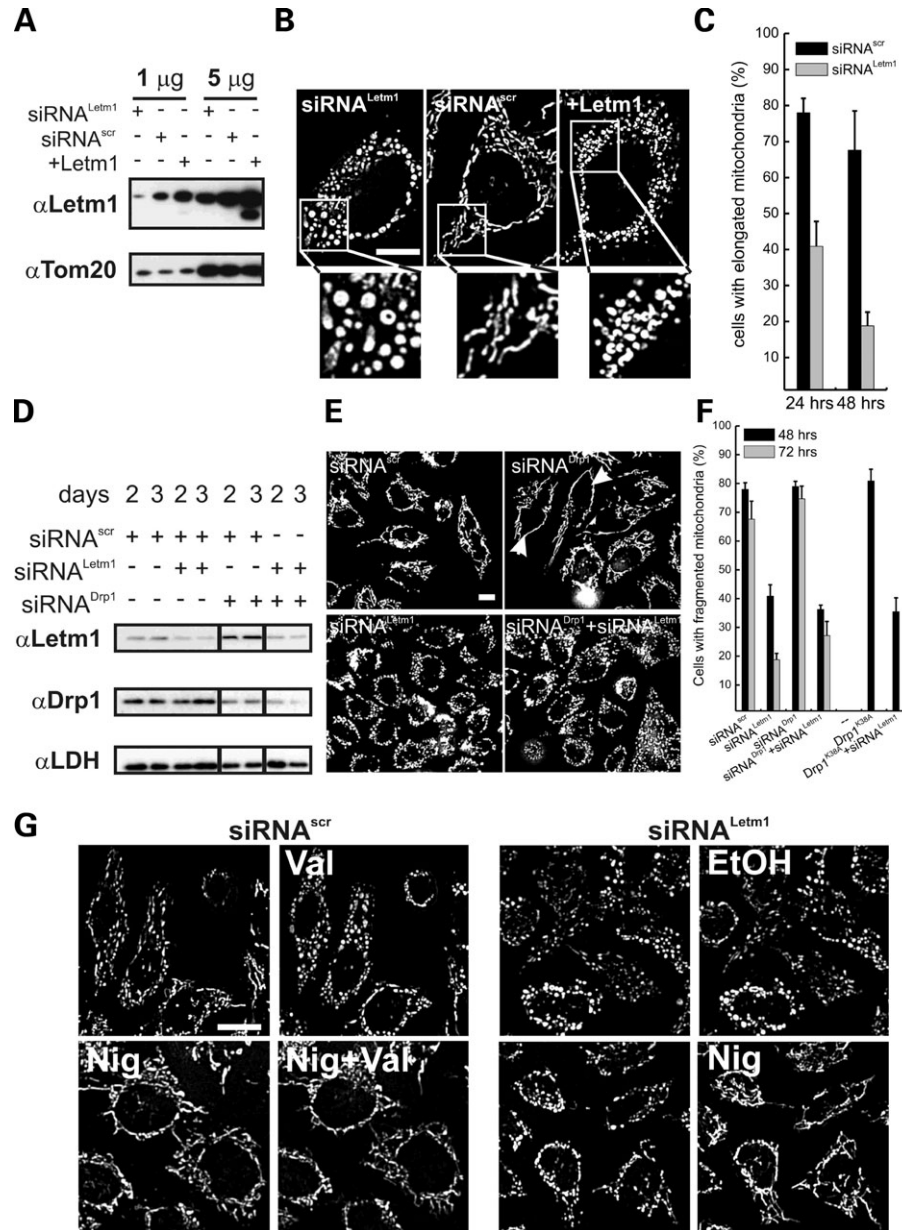 A
1 μg 5 μg
siRNA^Letm1 + - - + - -
siRNA^scr - + - - + -
+Letm1 - - + - - +
αLetm1
αTom20
B
siRNA^Letm1 siRNA^scr +Letm1
C
cells with elongated mitochondria (%)
100
90
80
70
60
50
40
30
20
10
siRNA^scr
siRNA^Letm1
24 hrs 48 hrs
D
days 2 3 2 3 2 3 2 3
siRNA^scr + + + + + + - -
siRNA^Letm1 - - + + - - + +
siRNA^Drp1 - - - - + + + +
αLetm1
αDrp1
αLDH
E
siRNA^scr siRNA^Drp1
siRNA^Letm1 siRNA^Drp1+siRNA^Letm1
F
Cells with fragmented mitochondria (%)
100
90
80
70
60
50
40
30
20
10
48 hrs
72 hrs
siRNA^scr
siRNA^Letm1
siRNA^Drp1
siRNA^Drp1+siRNA^Letm1
--
Drp1^K38A
Drp1^K38A+siRNA^Letm1
G
siRNA^scr siRNA^Letm1
Val EtOH
Nig Nig+Val Nig